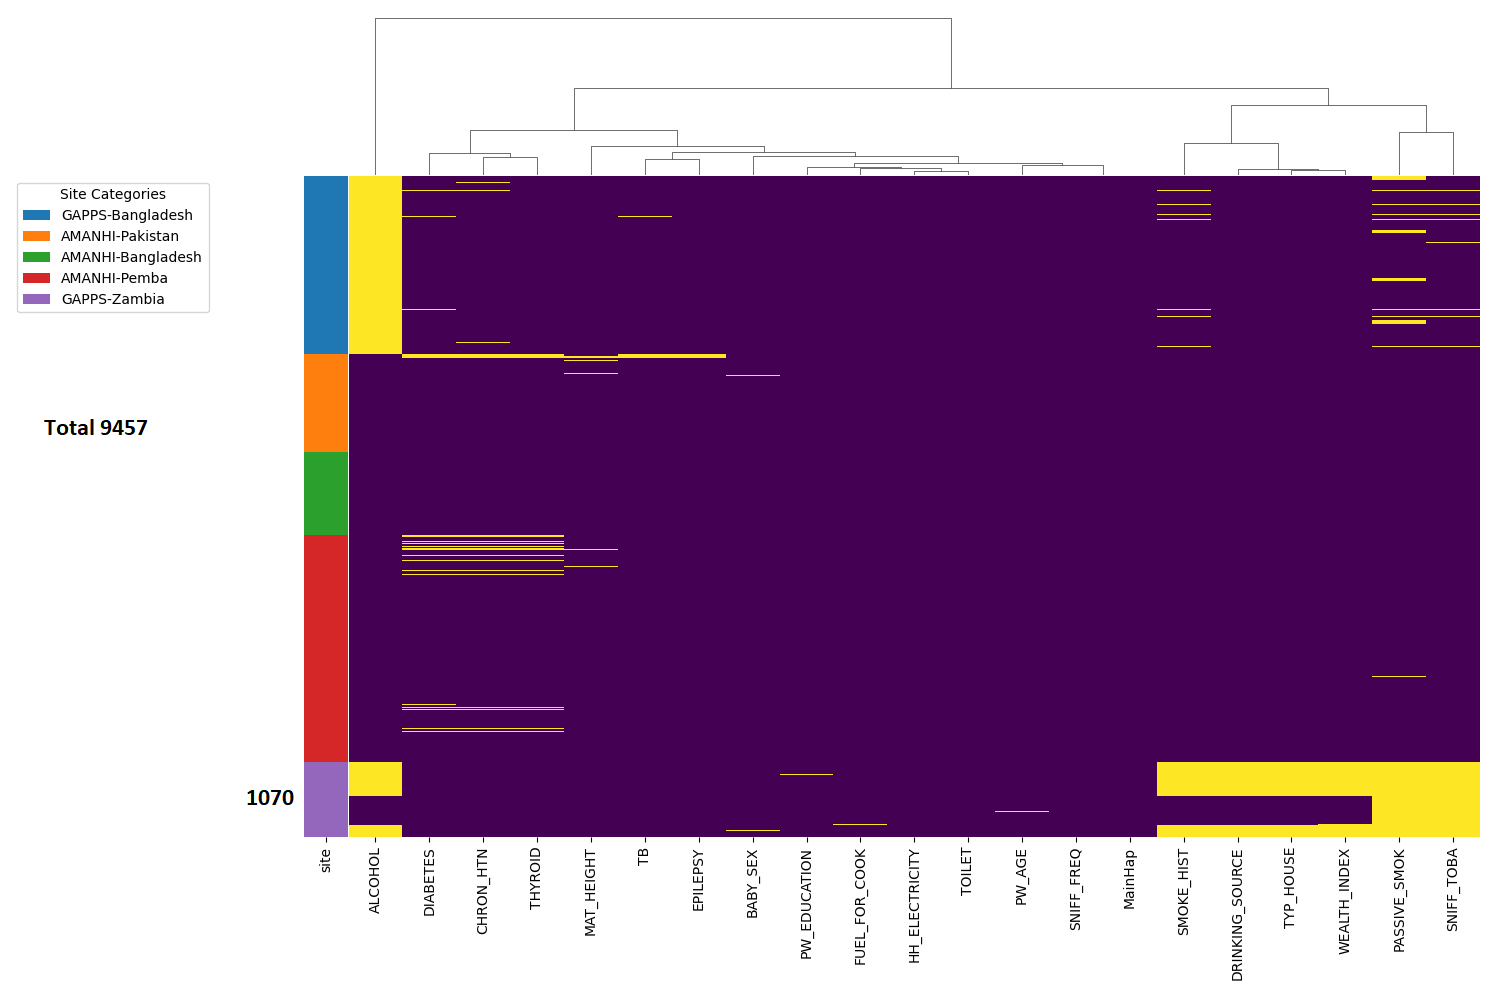 Site Categories
GAPPS-Bangladesh
AMANHI-Pakistan
AMANHI-Bangladesh
AMANHI-Pemba
GAPPS-Zambia
Total 9457
1070
site
ALCOHOL
DIABETES
CHRON_HTN
THYROID
MAT_HEIGHT
TB
EPILEPSY
BABY_SEX
PW_EDUCATION
FUEL_FOR_COOK
HH_ELECTRICITY
TOILET
PW_AGE
SNIFF_FREQ
MainHap
SMOKE_HIST
DRINKING_SOURCE
TYP_HOUSE
WEALTH_INDEX
PASSIVE_SMOK
SNIFF_TOBA